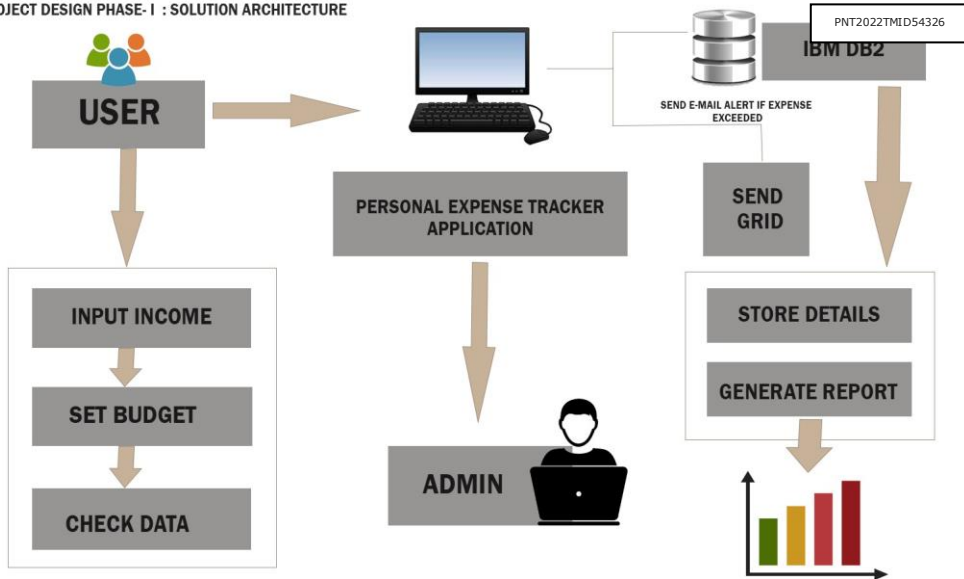 OJECT DESIGN PHASE- I : SOLUTION ARCHITECTURE
PNT2022TMID54326
IBM DB2
USER
SEND E-MAIL ALERT IF EXPENSE
EXCEEDED
PERSONAL EXPENSE TRACKER
APPLICATION
SEND
GRID
INPUT INCOME
SET BUDGET
CHECK DATA
ADMIN
STORE DETAILS
GENERATE REPORT